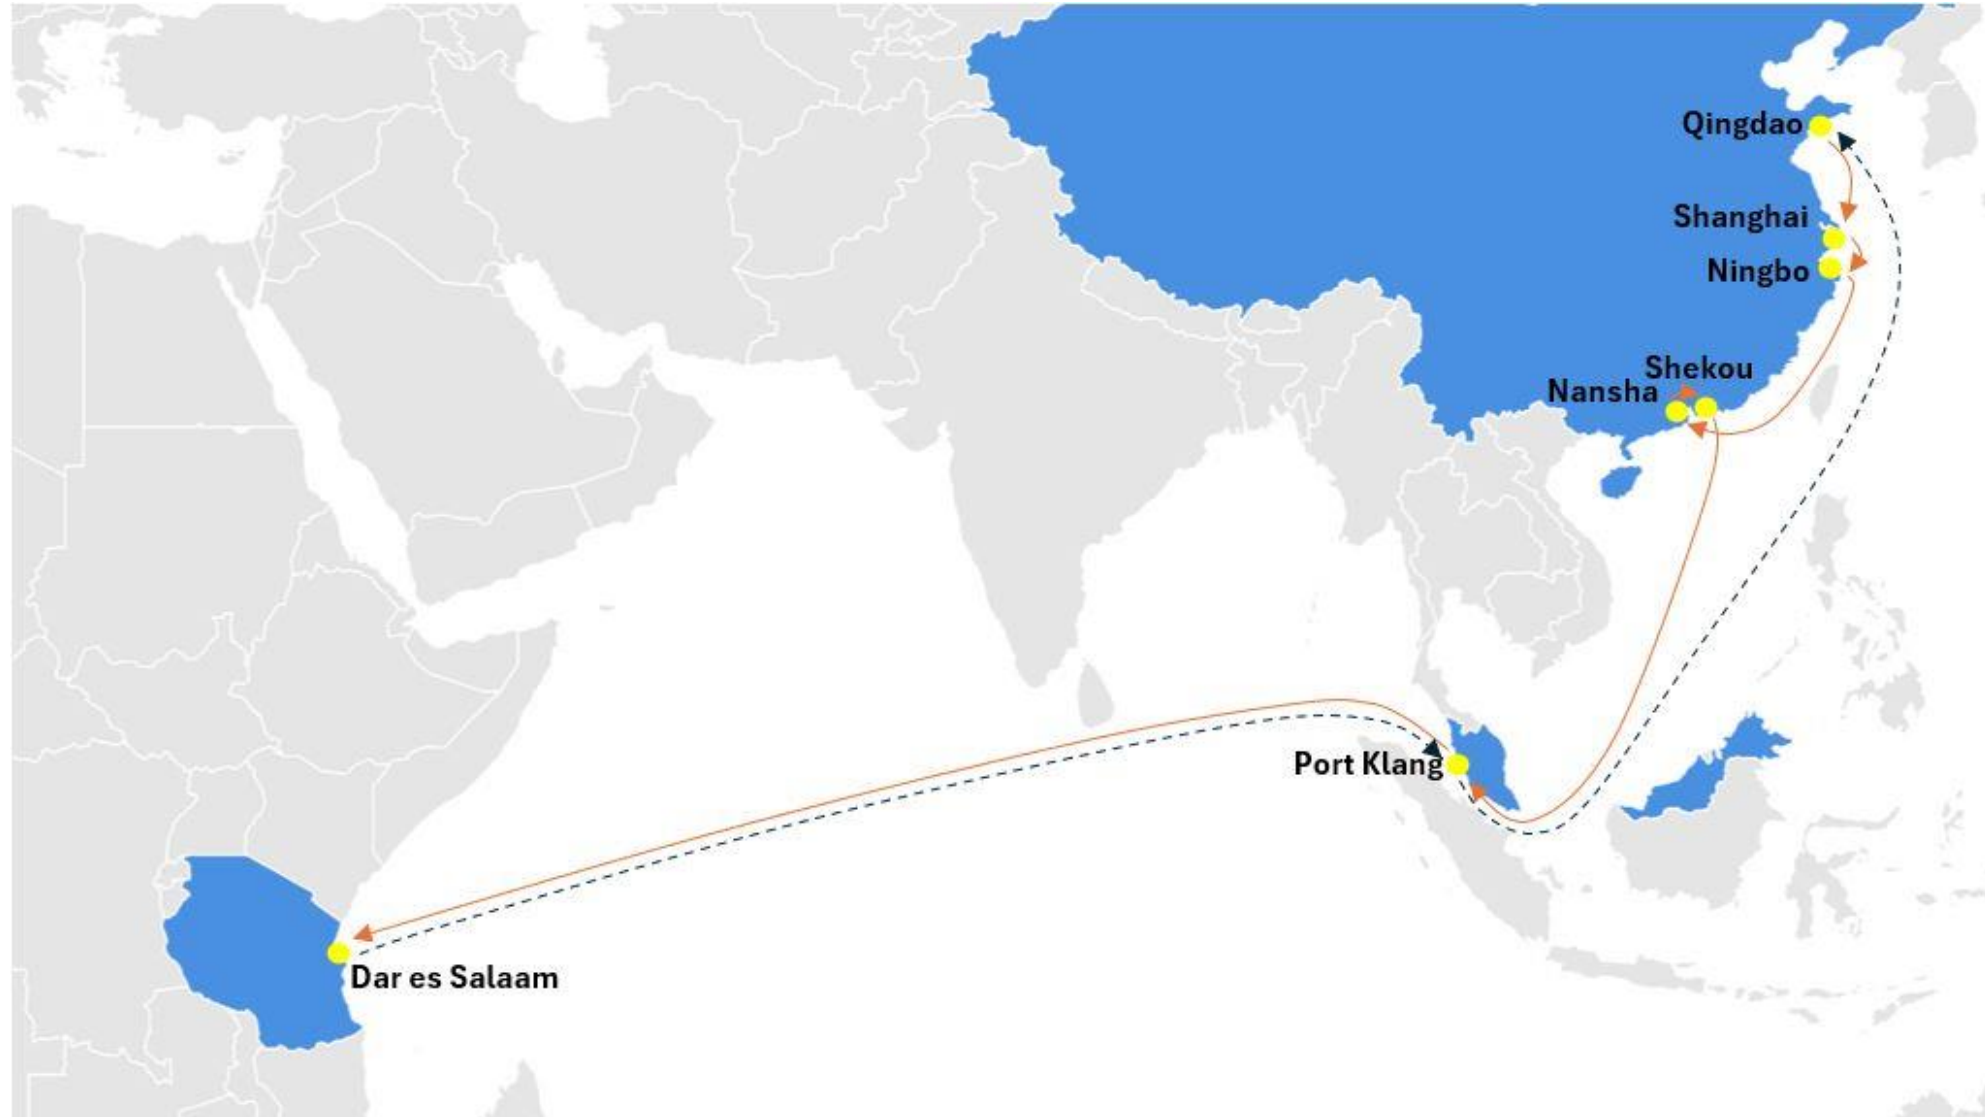 Qingdao
Shanghai
Ningbo
Shekou
Nansha
Port Klang
Dar es Salaam